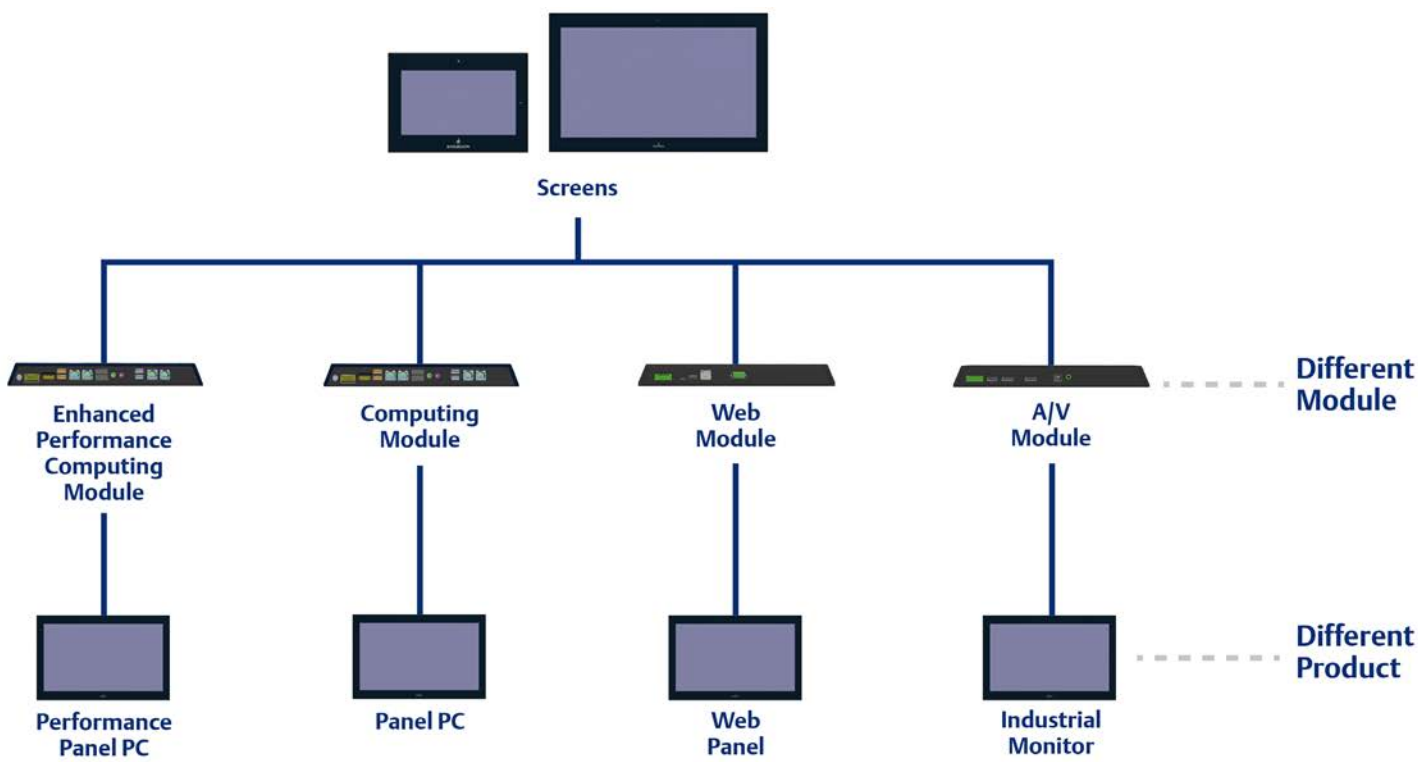 Screens
Enhanced
Performance
Computing
Module
Computing
Module
Web
Module
A/V
Module
Different
Module
Performance
Panel PC
Panel PC
Web
Panel
Industrial
Monitor
Different
Product